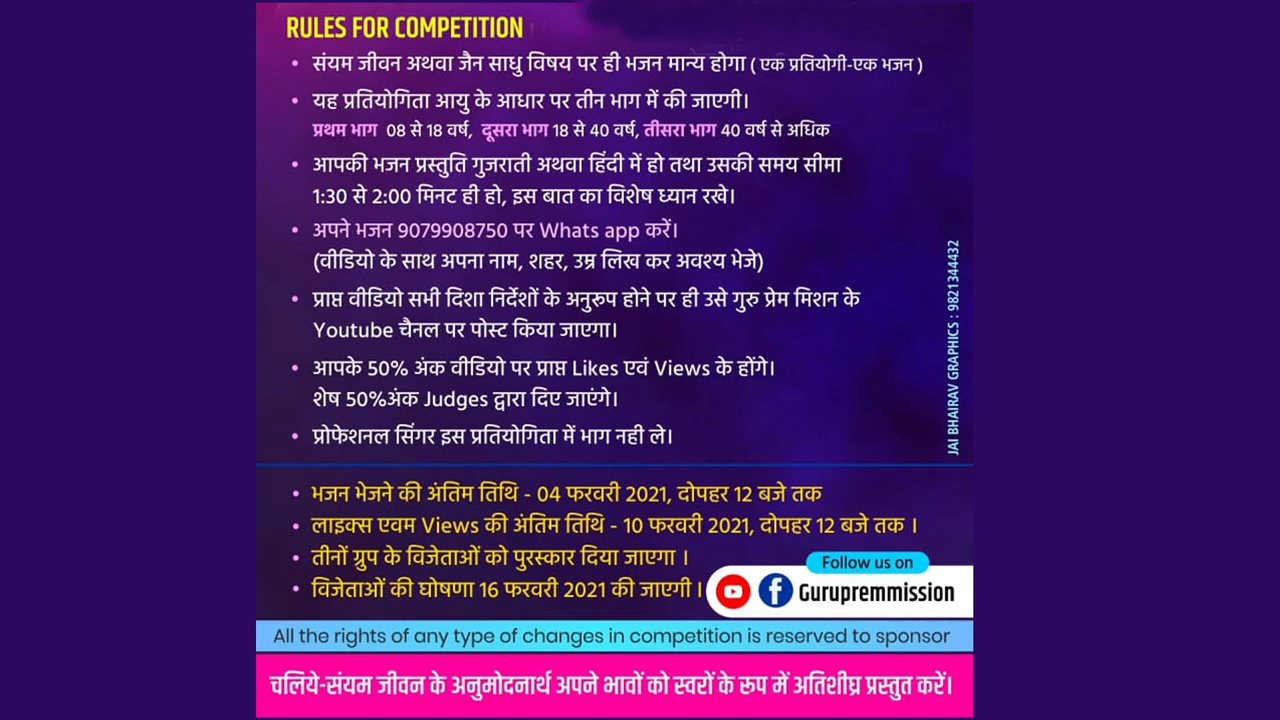 RULES FOR COMPETITION
• संयम जीवन अथवा जैन साधु विषय पर ही भजन मान्य होगा ( एक प्रतियोगी-एक भजन )
• यह प्रतियोगिता आयु के आधार पर तीन भाग में की जाएगी।
प्रथम भाग 08 से 18 वर्ष, दूसरा भाग 18 से 40 वर्ष, तीसरा भाग 40 वर्ष से अधिक
• आपकी भजन प्रस्तुति गुजराती अथवा हिंदी में हो तथा उसकी समय सीमा
1:30 से 2:00 मिनट ही हो, इस बात का विशेष ध्यान रखे।
• अपने भजन 9079908750 पर Whats app करें।
(वीडियो के साथ अपना नाम, शहर, उम्र लिख कर अवश्य भेजे)
• प्राप्त वीडियो सभी दिशा निर्देशों के अनुरूप होने पर ही उसे गुरु प्रेम मिशन के
Youtube चैनल पर पोस्ट किया जाएगा।
• आपके 50% अंक वीडियो पर प्राप्त Likes एवं Views के होंगे।
शेष 50%अंक Judges द्वारा दिए जाएंगे।
• प्रोफेशनल सिंगर इस प्रतियोगिता में भाग नही ले।
JAI BHAIRAV GRAPHICS : 9821344432
• भजन भेजने की अंतिम तिथि - 04 फरवरी 2021, दोपहर 12 बजे तक
• लाइक्स एवम Views की अंतिम तिथि - 10 फरवरी 2021, दोपहर 12 बजे तक ।
• तीनों ग्रुप के विजेताओं को पुरस्कार दिया जाएगा ।
• विजेताओं की घोषणा 16 फरवरी 2021 की जाएगी ।
Follow us on
Gurupremmission
All the rights of any type of changes in competition is reserved to sponsor
चलिये-संयम जीवन के अनुमोदनार्थ अपने भावों को स्वरों के रूप में अतिशीघ्र प्रस्तुत करें।